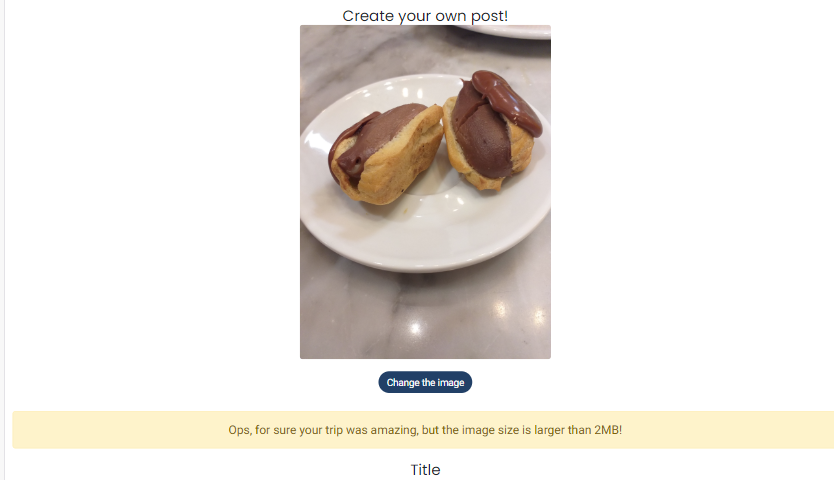 Create your own post!
Change the image
Ops, for sure your trip was amazing, but the image size is larger than 2MB!
Title